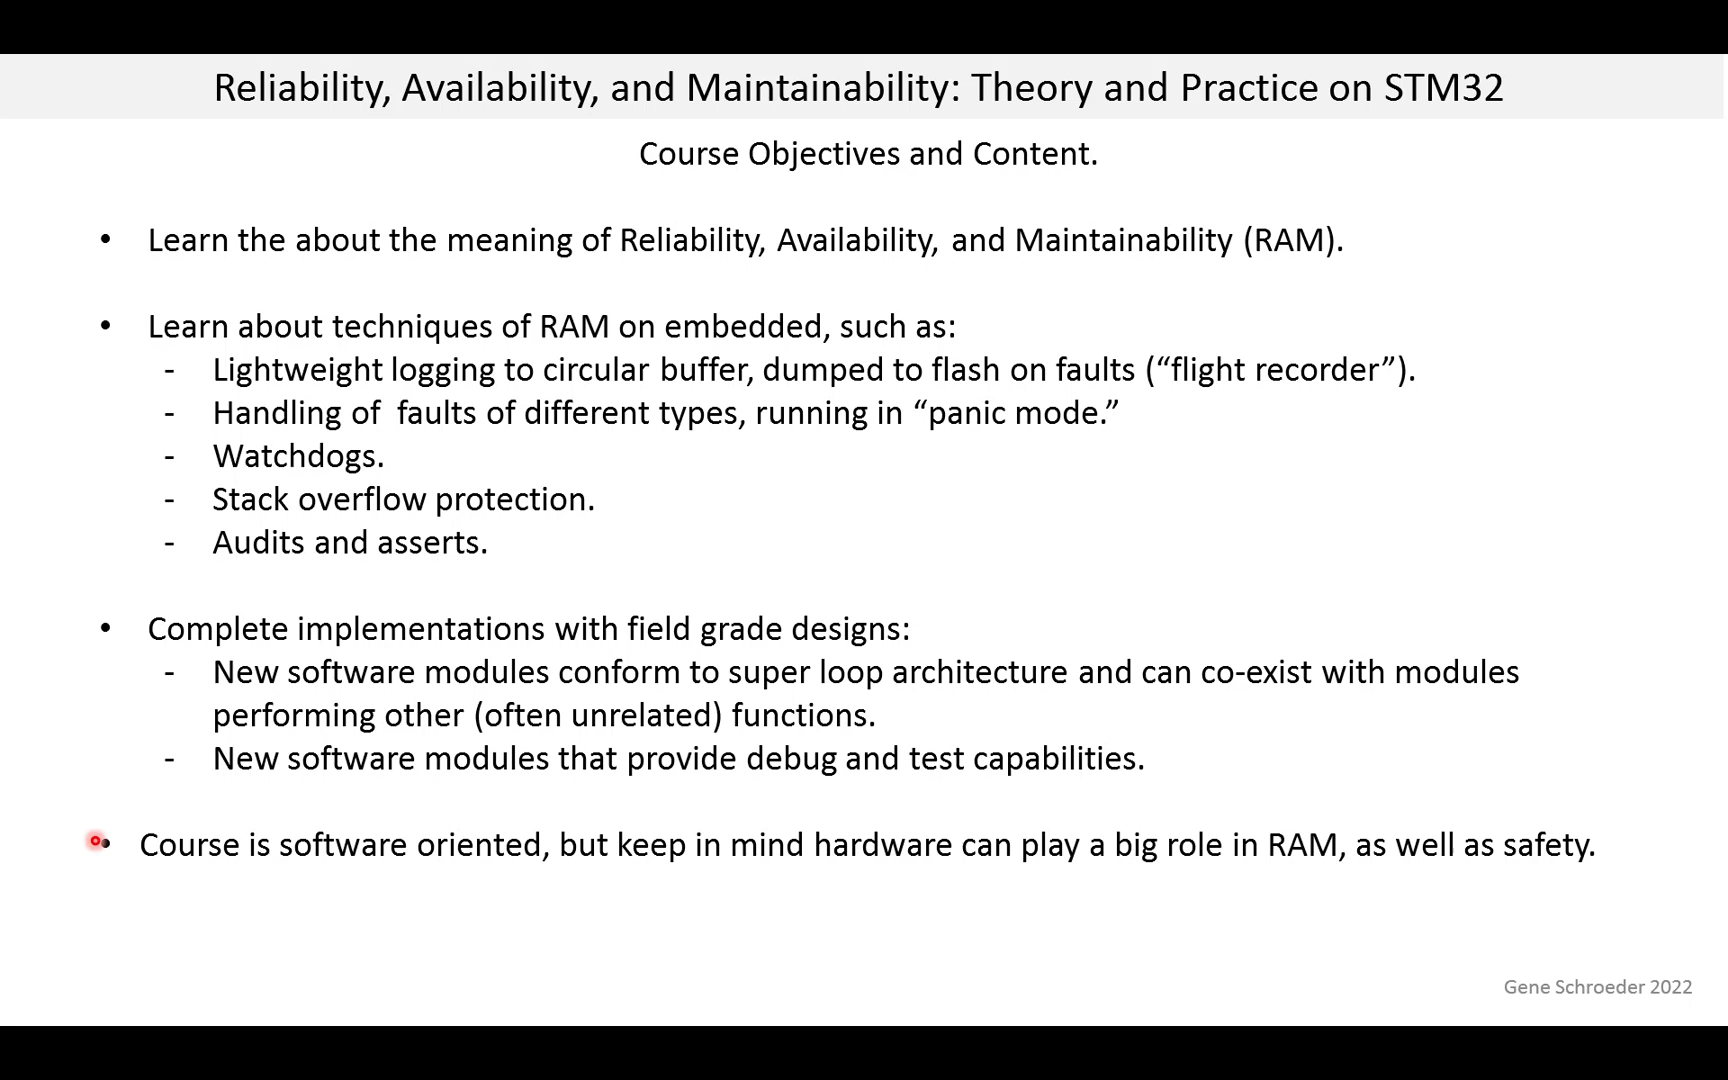 Reliability, Availability, and Maintainability: Theory and Practice on STM32
Course Objectives and Content.
• Learn the about the meaning of Reliability, Availability, and Maintainability (RAM).
• Learn about techniques of RAM on embedded, such as:
- Lightweight logging to circular buffer, dumped to flash on faults (“flight recorder”).
- Handling of  faults of different types, running in “panic mode.”
- Watchdogs.
- Stack overflow protection.
- Audits and asserts.
• Complete implementations with field grade designs:
- New software modules conform to super loop architecture and can co-exist with modules
performing other (often unrelated) functions.
- New software modules that provide debug and test capabilities.
• Course is software oriented, but keep in mind hardware can play a big role in RAM, as well as safety.
Gene Schroeder 2022